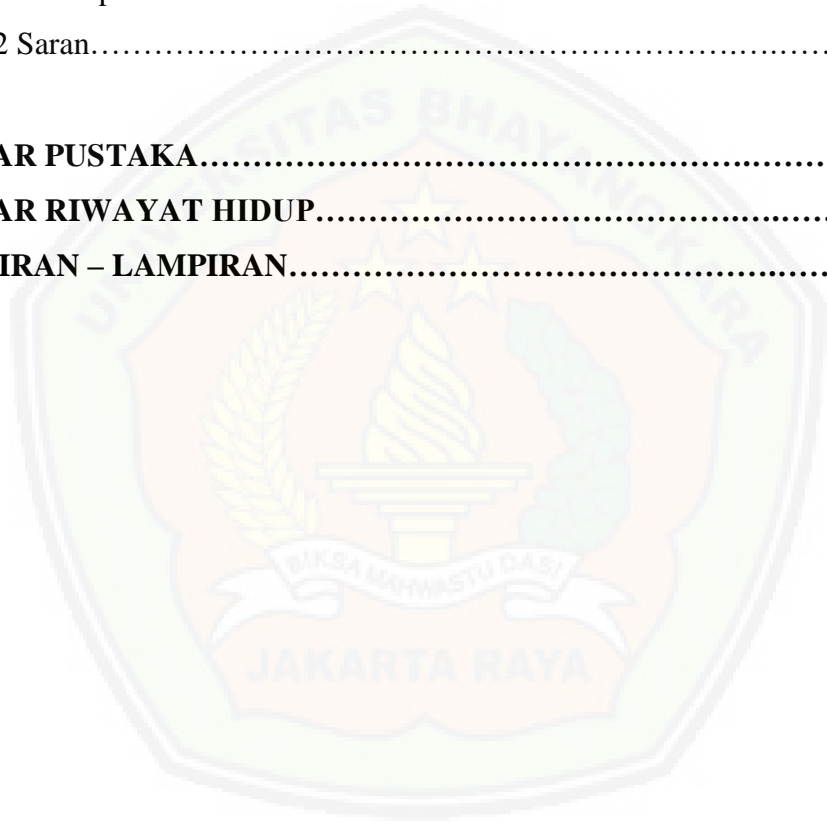 2 Saran……………………………………………………….….……
AR PUSTAKA………………………………………………..………
AR RIWAYAT HIDUP…………………………………….…..……
IRAN – LAMPIRAN…………………………………………..……
UNIVERSITAS BHAYANGKARA
BIKSA MAHWASTU DASI
JAKARTA RAYA